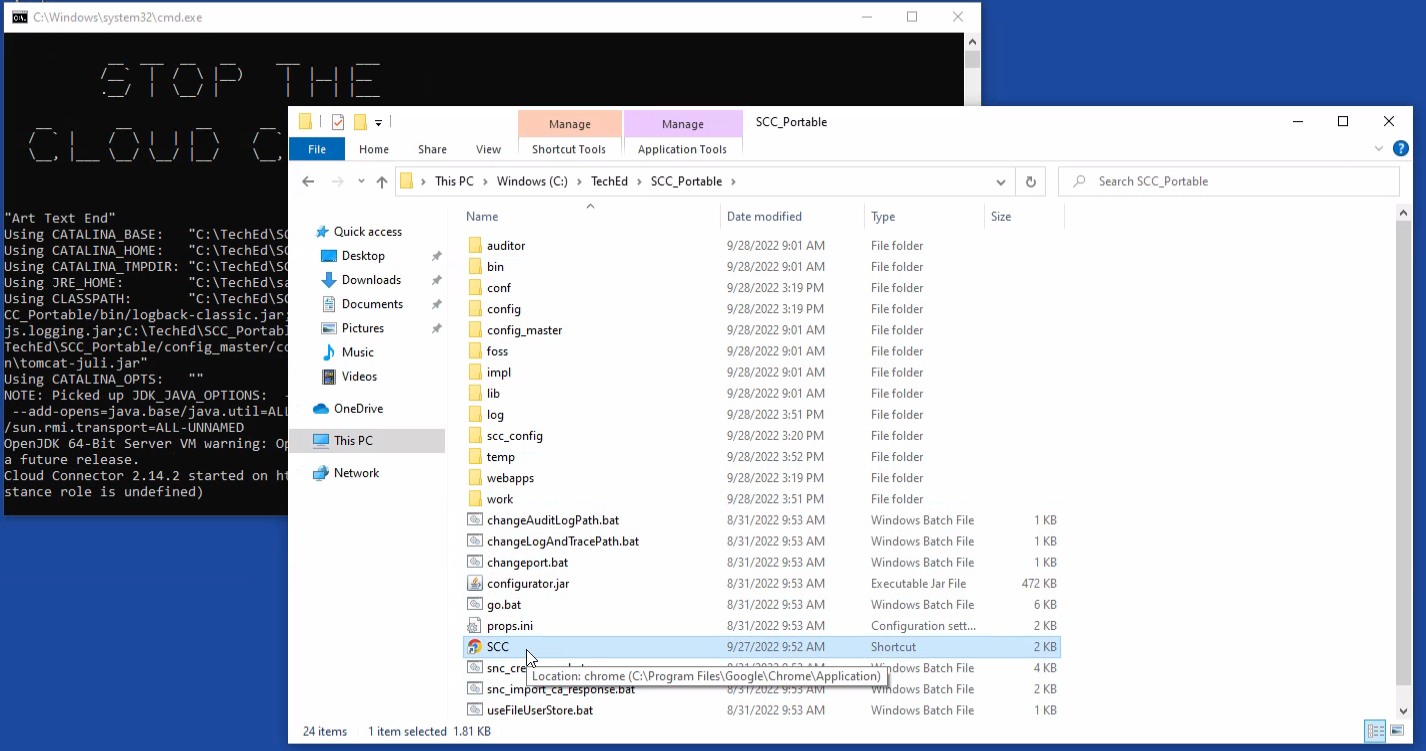 C:\Windows\system32\cmd.exe
STOP THE
CLOUD C
"Art Text End"
Using CATALINA_BASE: "C:\TechEd\SC
Using CATALINA_HOME: "C:\TechEd\SC
Using CATALINA_TMPDIR: "C:\TechEd\SC
Using JRE_HOME: "C:\TechEd\sa
Using CLASSPATH: "C:\TechEd\SC
CC_Portable/bin/logback-classic.jar;
js.logging.jar;C:\TechEd\SCC_Portabl
TechEd\SCC_Portable/config_master/co
n\tomcat-juli.jar"
Using CATALINA_OPTS: ""
NOTE: Picked up JDK_JAVA_OPTIONS: -
--add-opens=java.base/java.util=ALL
/sun.rmi.transport=ALL-UNNAMED
OpenJDK 64-Bit Server VM warning: Op
a future release.
Cloud Connector 2.14.2 started on ht
stance role is undefined)
Manage Manage SCC_Portable
File Home Share View Shortcut Tools Application Tools
This PC > Windows (C:) > TechEd > SCC_Portable >
Search SCC_Portable
Quick access
Desktop
Downloads
Documents
Pictures
Music
Videos
OneDrive
This PC
Network
Name Date modified Type Size
auditor 9/28/2022 9:01 AM File folder
bin 9/28/2022 9:01 AM File folder
conf 9/28/2022 3:19 PM File folder
config 9/28/2022 3:19 PM File folder
config_master 9/28/2022 9:01 AM File folder
foss 9/28/2022 9:01 AM File folder
impl 9/28/2022 9:01 AM File folder
lib 9/28/2022 9:01 AM File folder
log 9/28/2022 3:51 PM File folder
scc_config 9/28/2022 3:20 PM File folder
temp 9/28/2022 3:52 PM File folder
webapps 9/28/2022 3:19 PM File folder
work 9/28/2022 3:51 PM File folder
changeAuditLogPath.bat 8/31/2022 9:53 AM Windows Batch File 1 KB
changeLogAndTracePath.bat 8/31/2022 9:53 AM Windows Batch File 1 KB
changeport.bat 8/31/2022 9:53 AM Windows Batch File 1 KB
configurator.jar 8/31/2022 9:53 AM Executable Jar File 472 KB
go.bat 8/31/2022 9:53 AM Windows Batch File 6 KB
props.ini 8/31/2022 9:53 AM Configuration sett... 2 KB
SCC 9/27/2022 9:52 AM Shortcut 2 KB
Windows Batch File 4 KB
Location: chrome (C:\Program Files\Google\Chrome\Application)
snc_import_ca_response.bat 8/31/2022 9:53 AM Windows Batch File 2 KB
useFileUserStore.bat 8/31/2022 9:53 AM Windows Batch File 1 KB
24 items 1 item selected 1.81 KB